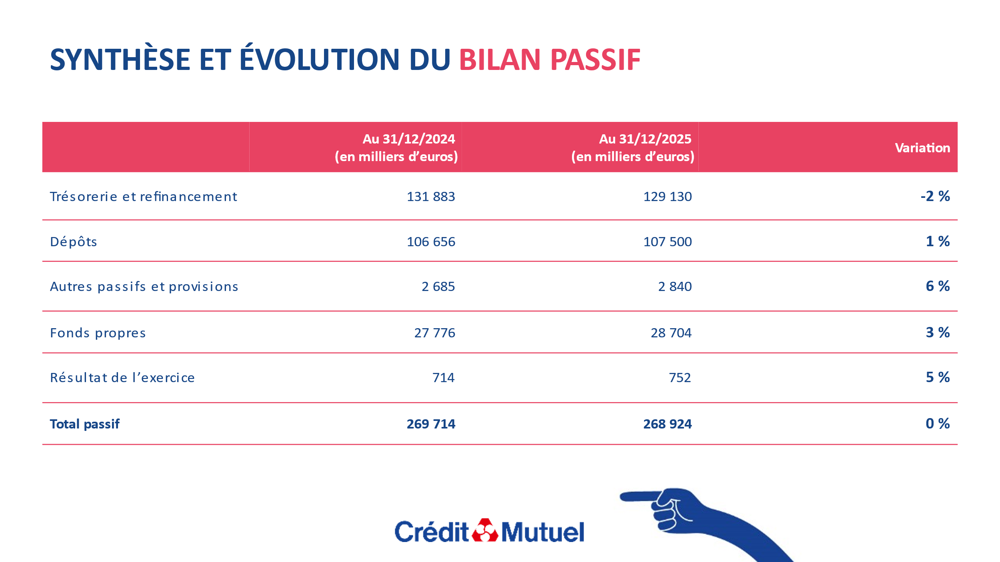 SYNTHÈSE ET ÉVOLUTION DU BILAN PASSIF
Au 31/12/2024 (en milliers d’euros) Au 31/12/2025 (en milliers d’euros) Variation
Trésorerie et refinancement 131 883 129 130 -2 %
Dépôts 106 656 107 500 1 %
Autres passifs et provisions 2 685 2 840 6 %
Fonds propres 27 776 28 704 3 %
Résultat de l’exercice 714 752 5 %
Total passif 269 714 268 924 0 %
Crédit Mutuel